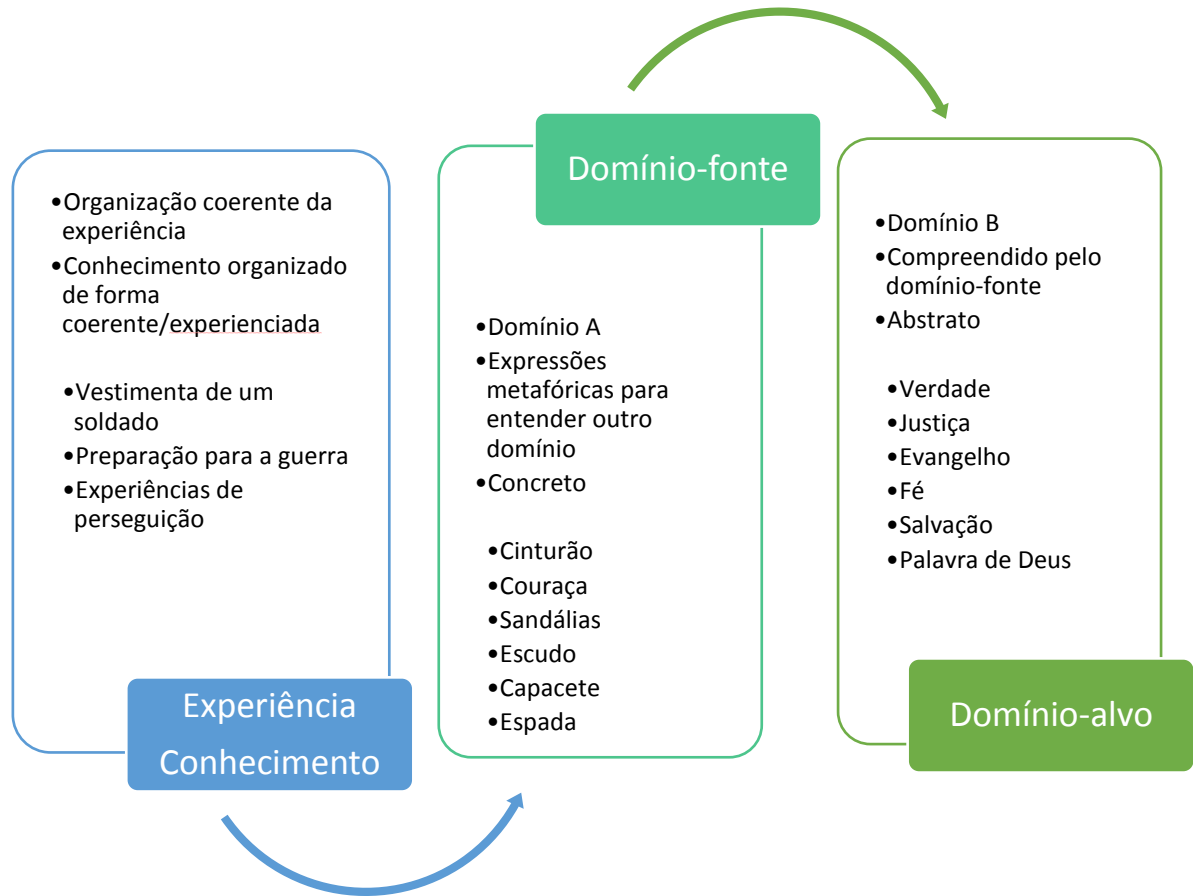 •Organização coerente da
experiência
•Conhecimento organizado
de forma
coerente/experienciada
•Vestimenta de um
soldado
•Preparação para a guerra
•Experiências de
perseguição
Experiência
Conhecimento
Domínio-fonte
•Domínio A
•Expressões
metafóricas para
entender outro
domínio
•Concreto
•Cinturão
•Couraça
•Sandálias
•Escudo
•Capacete
•Espada
•Domínio B
•Compreendido pelo
domínio-fonte
•Abstrato
•Verdade
•Justiça
•Evangelho
•Fé
•Salvação
•Palavra de Deus
Domínio-alvo